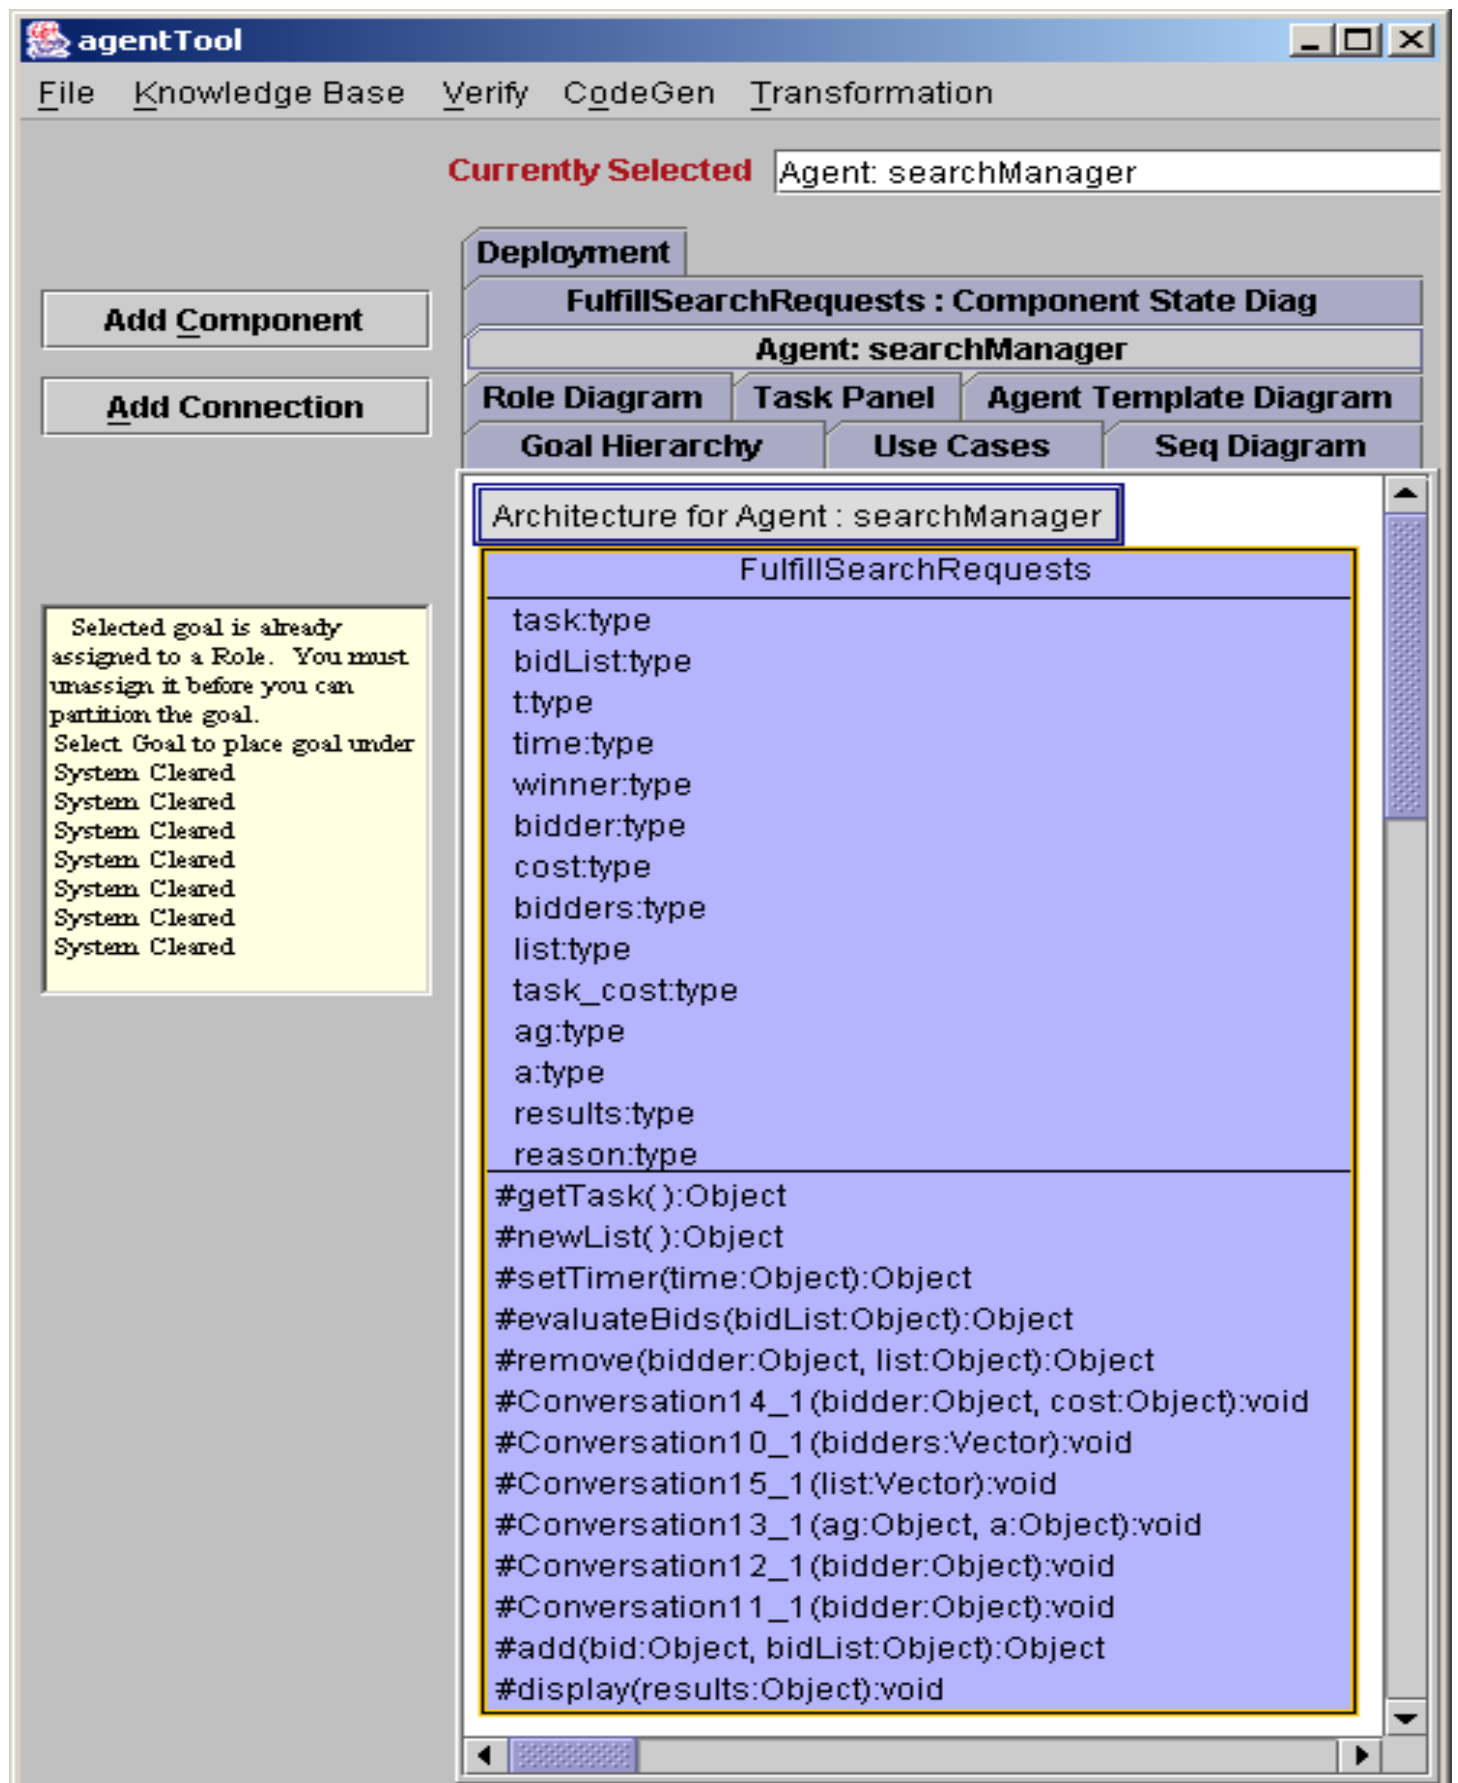 agentTool
File Knowledge Base Verify CodeGen Transformation
Currently Selected Agent: searchManager
Deployment
FulfillSearchRequests : Component State Diag
Agent: searchManager
Role Diagram Task Panel Agent Template Diagram
Goal Hierarchy Use Cases Seq Diagram
Add Component
Add Connection
Selected goal is already
assigned to a Role. You must
unassign it before you can
partition the goal.
Select Goal to place goal under
System Cleared
System Cleared
System Cleared
System Cleared
System Cleared
System Cleared
System Cleared
Architecture for Agent : searchManager
FulfillSearchRequests
task:type
bidList:type
t:type
time:type
winner:type
bidder:type
cost:type
bidders:type
list:type
task_cost:type
ag:type
a:type
results:type
reason:type
#getTask( ):Object
#newList( ):Object
#setTimer(time:Object):Object
#evaluateBids(bidList:Object):Object
#remove(bidder:Object, list:Object):Object
#Conversation14_1(bidder:Object, cost:Object):void
#Conversation10_1(bidders:Vector):void
#Conversation15_1(list:Vector):void
#Conversation13_1(ag:Object, a:Object):void
#Conversation12_1(bidder:Object):void
#Conversation11_1(bidder:Object):void
#add(bid:Object, bidList:Object):Object
#display(results:Object):void